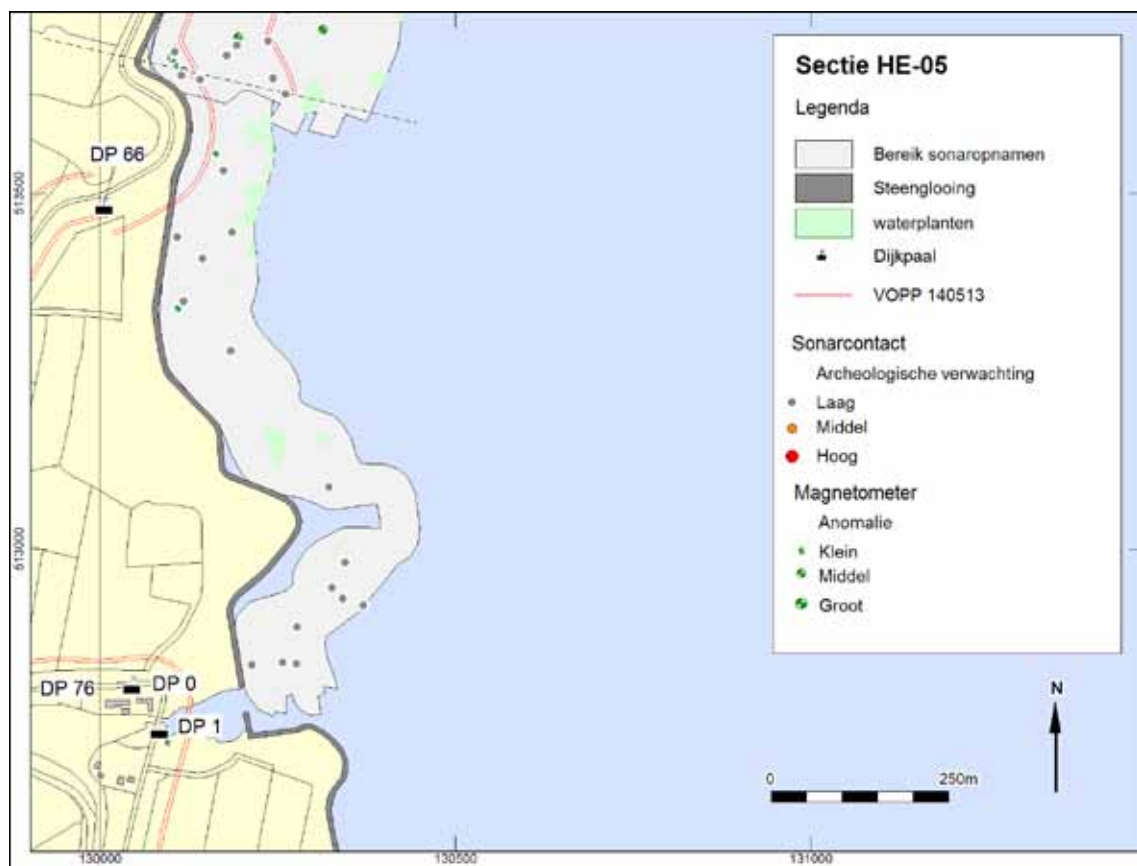 Sectie HE-05
Legenda
Bereik sonaropnamen
Steenglooing
waterplanten
Dijkpaal
VOPP 140513
Sonarcontact
Archeologische verwachting
Laag
Middel
Hoog
Magnetometer
Anomalie
Klein
Middel
Groot
DP 66
513500
513000
DP 76
DP 0
DP 1
N
0
250m
130000
130500
131000